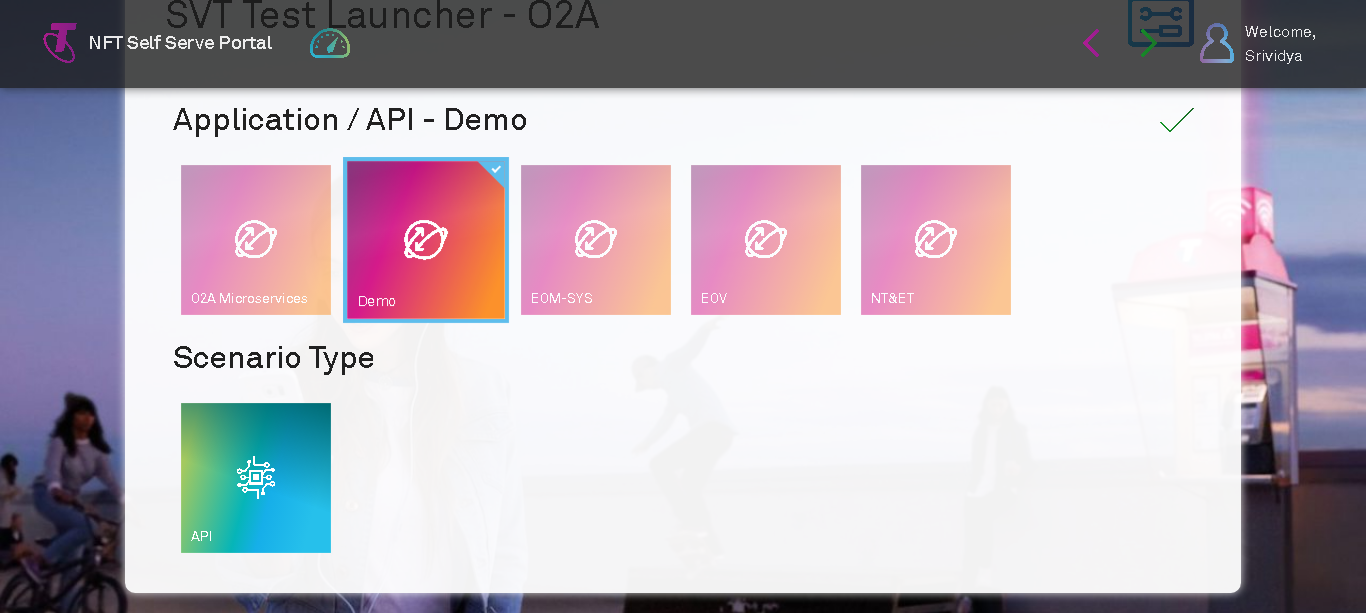 SVT Test Launcher - O2A
NFT Self Serve Portal
Welcome,
Srividya
Application / API - Demo
O2A Microservices
Demo
EOM-SYS
EOV
NT&ET
Scenario Type
API